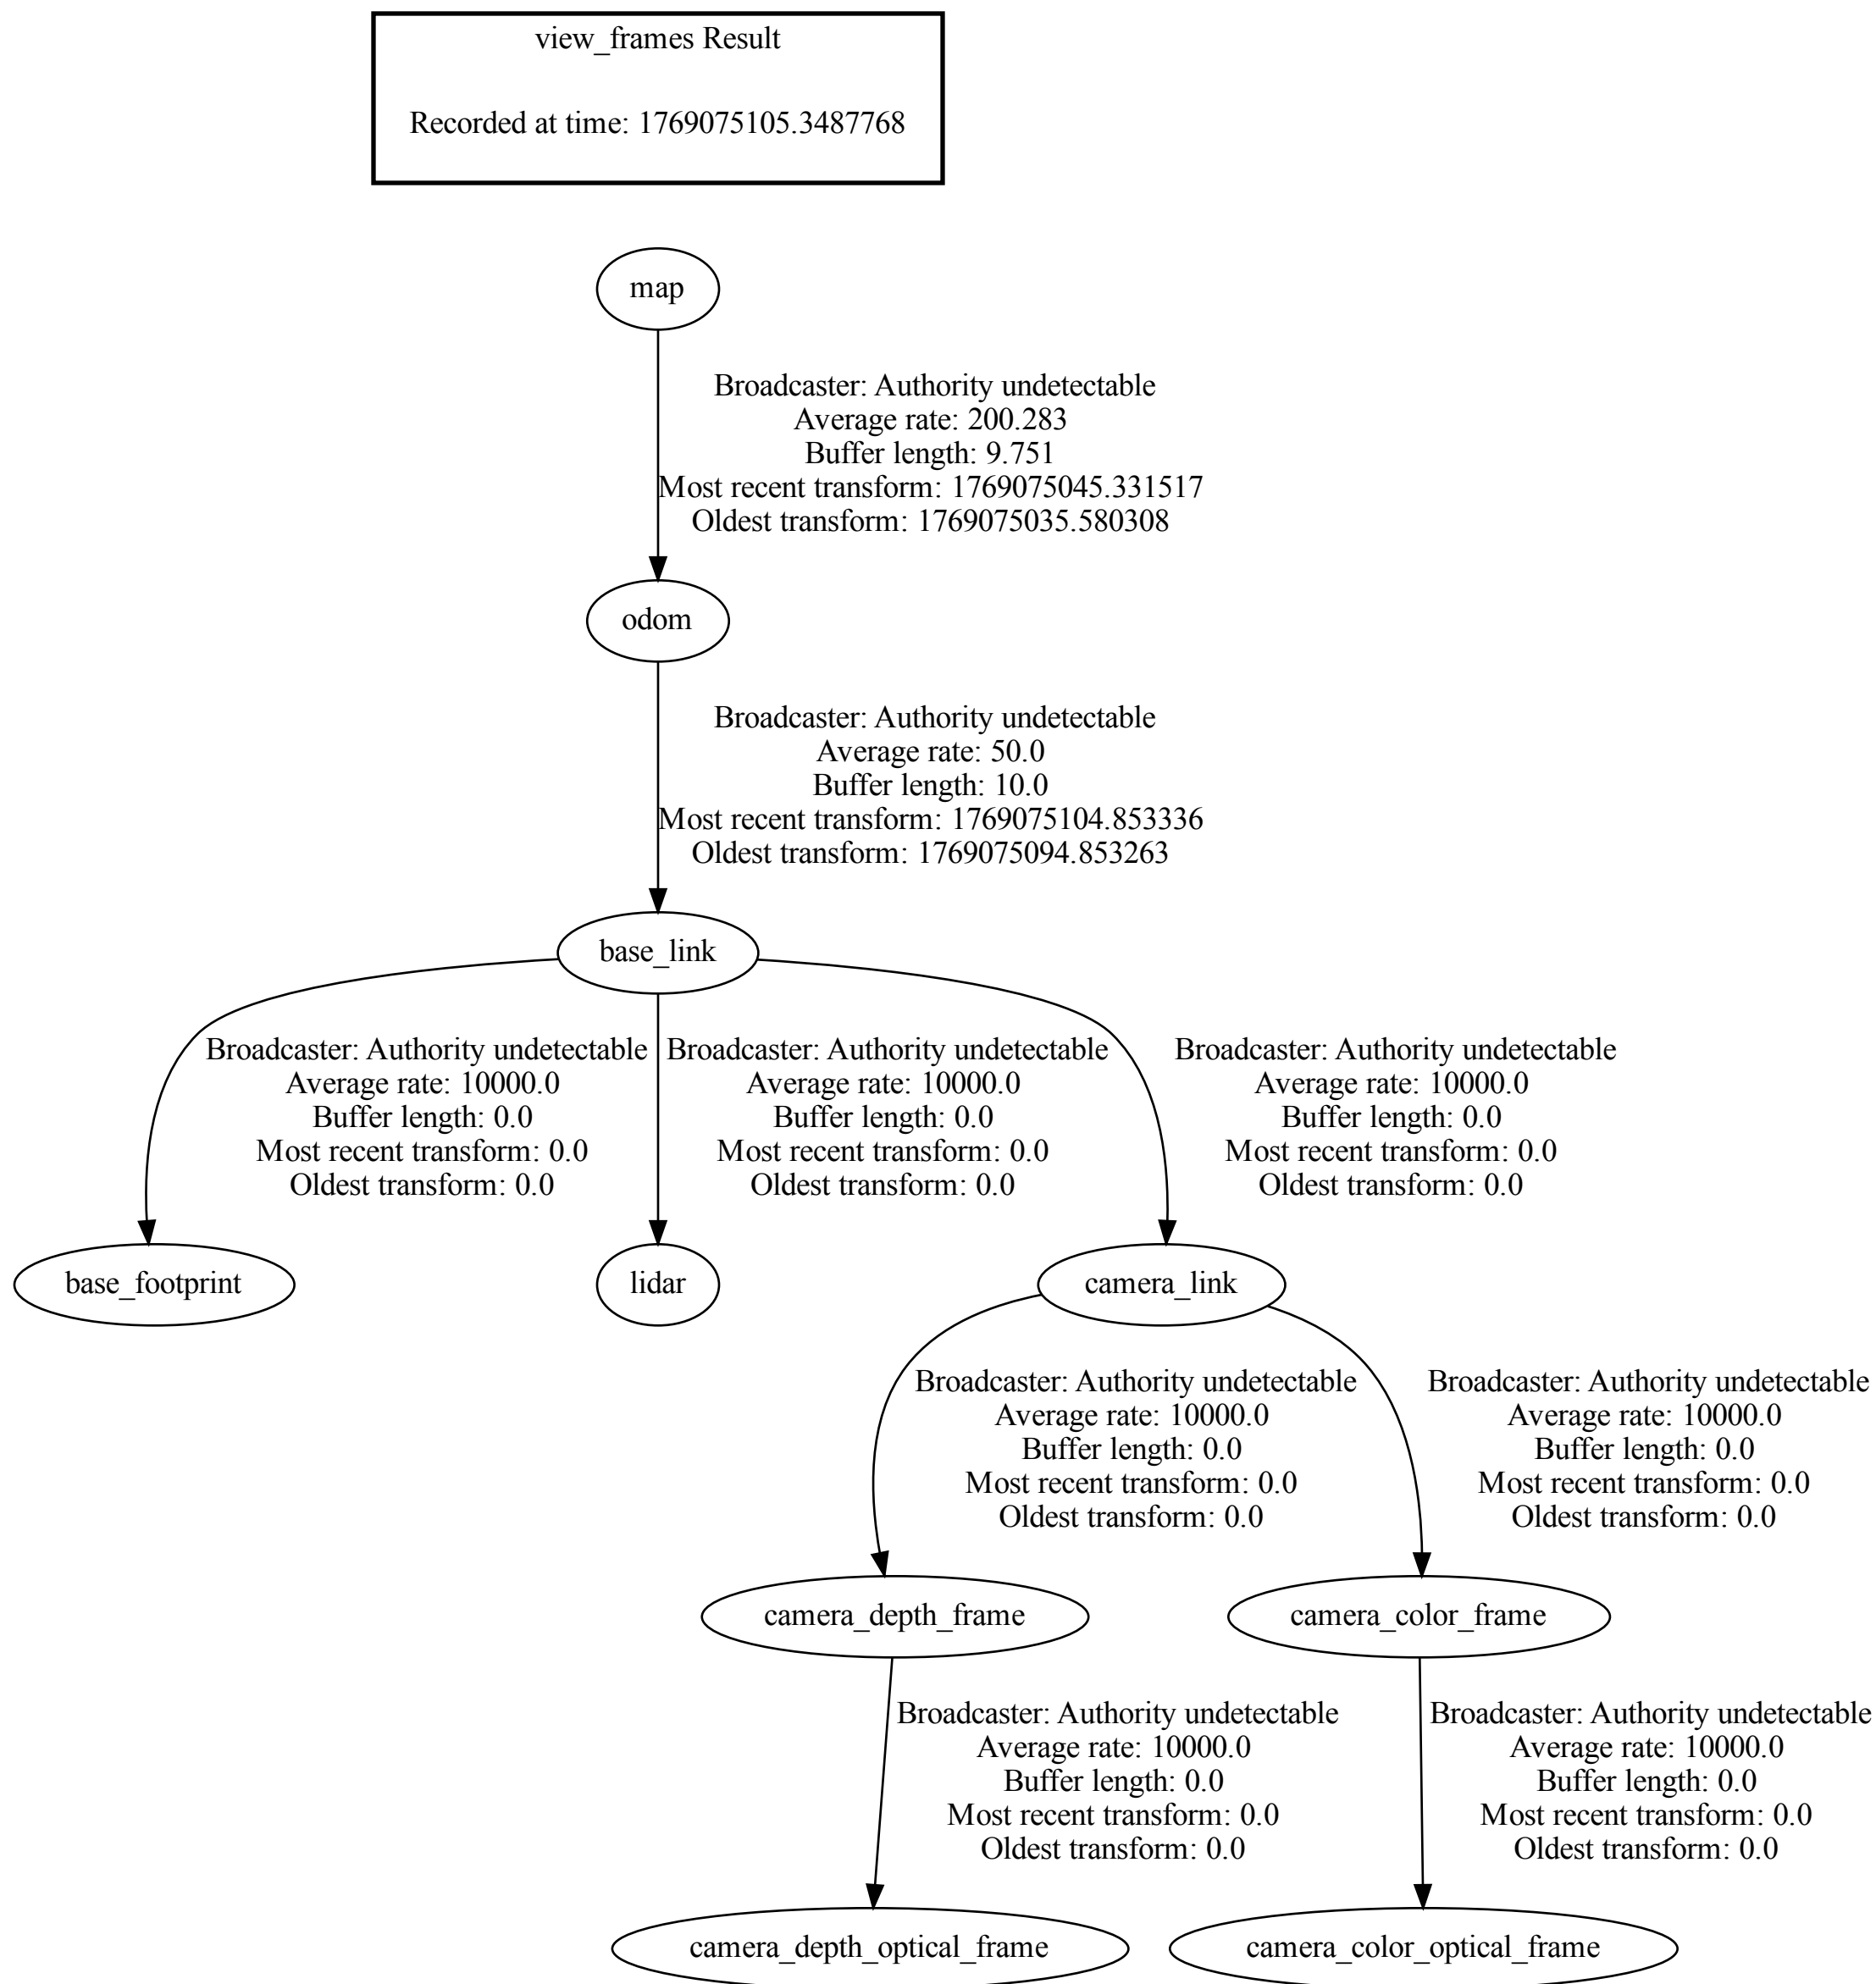 view_frames Result
Recorded at time: 1769075105.3487768
map
Broadcaster: Authority undetectable
Average rate: 200.283
Buffer length: 9.751
Most recent transform: 1769075045.331517
Oldest transform: 1769075035.580308
odom
Broadcaster: Authority undetectable
Average rate: 50.0
Buffer length: 10.0
Most recent transform: 1769075104.853336
Oldest transform: 1769075094.853263
base_link
Broadcaster: Authority undetectable
Average rate: 10000.0
Buffer length: 0.0
Most recent transform: 0.0
Oldest transform: 0.0
Broadcaster: Authority undetectable
Average rate: 10000.0
Buffer length: 0.0
Most recent transform: 0.0
Oldest transform: 0.0
Broadcaster: Authority undetectable
Average rate: 10000.0
Buffer length: 0.0
Most recent transform: 0.0
Oldest transform: 0.0
base_footprint
lidar
camera_link
Broadcaster: Authority undetectable
Average rate: 10000.0
Buffer length: 0.0
Most recent transform: 0.0
Oldest transform: 0.0
Broadcaster: Authority undetectable
Average rate: 10000.0
Buffer length: 0.0
Most recent transform: 0.0
Oldest transform: 0.0
camera_depth_frame
camera_color_frame
Broadcaster: Authority undetectable
Average rate: 10000.0
Buffer length: 0.0
Most recent transform: 0.0
Oldest transform: 0.0
Broadcaster: Authority undetectable
Average rate: 10000.0
Buffer length: 0.0
Most recent transform: 0.0
Oldest transform: 0.0
camera_depth_optical_frame
camera_color_optical_frame